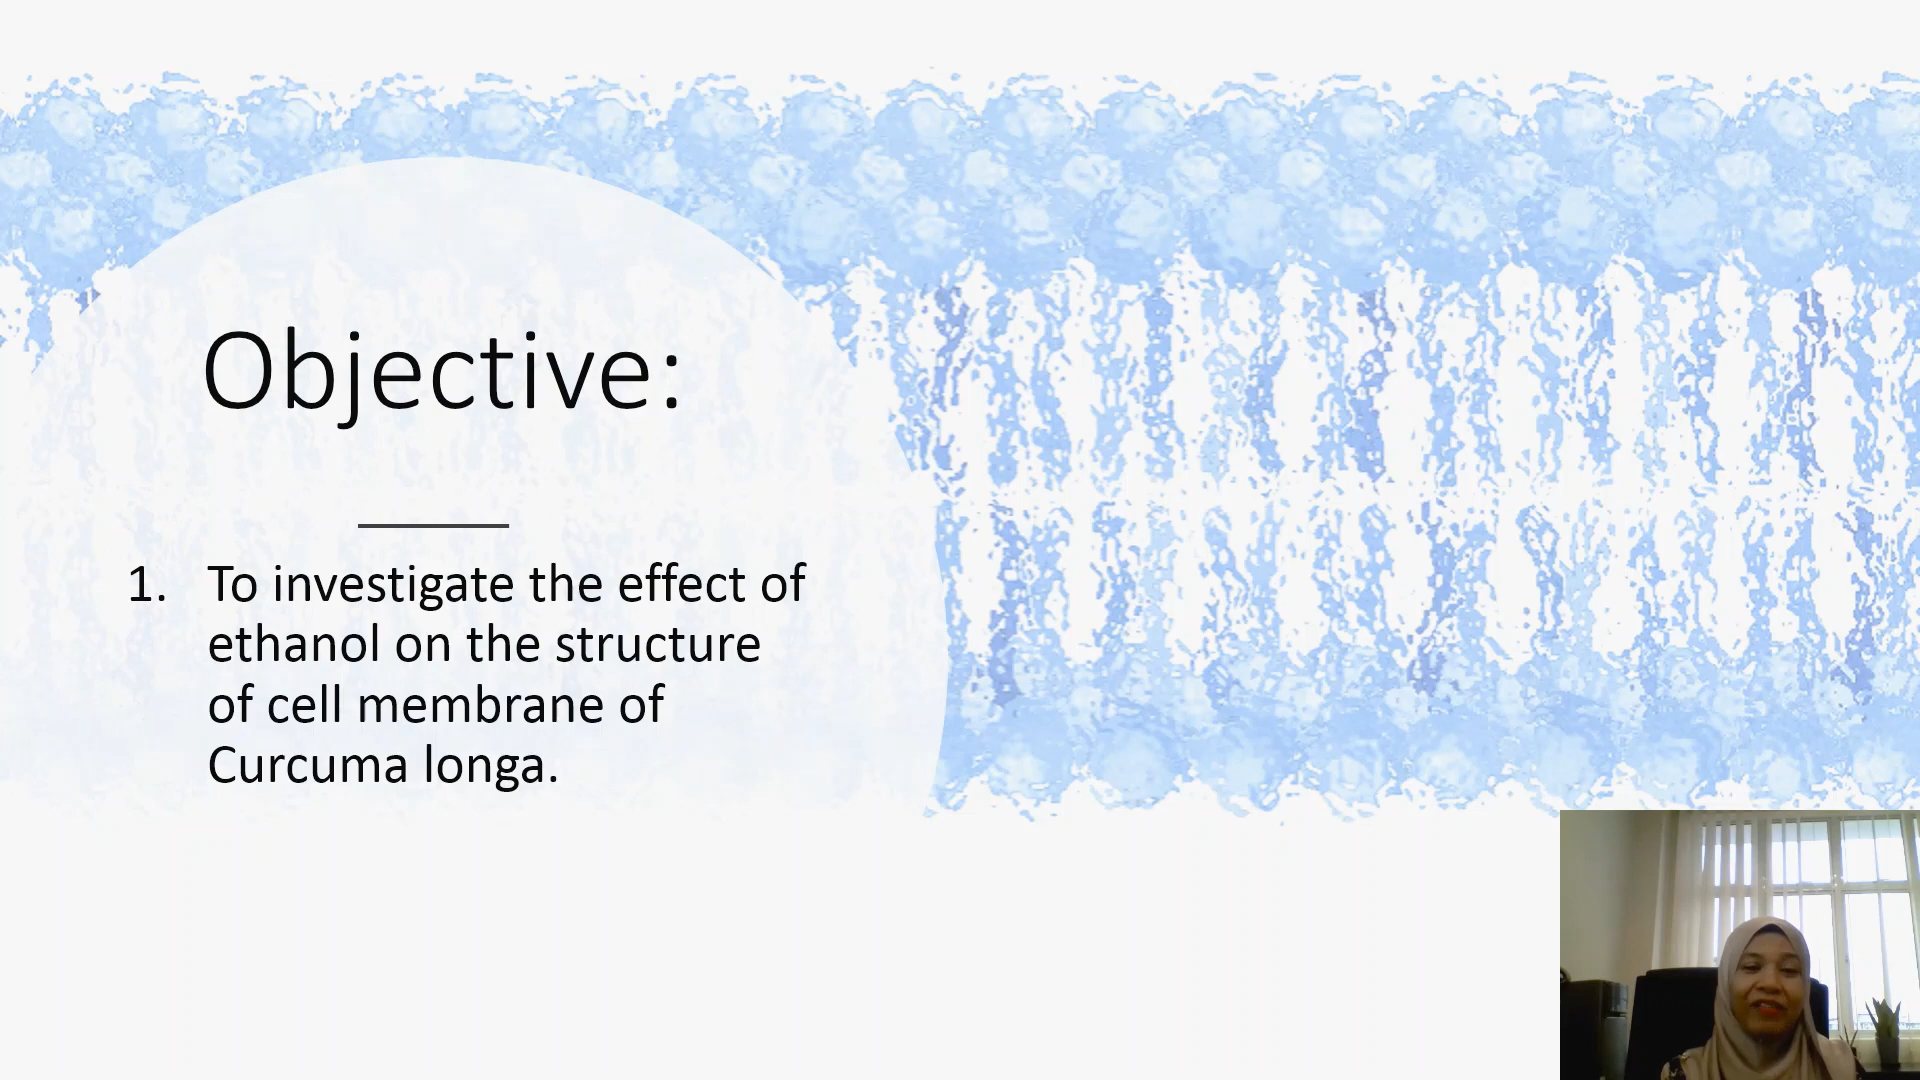 Objective:
1. To investigate the effect of
ethanol on the structure
of cell membrane of
Curcuma longa.